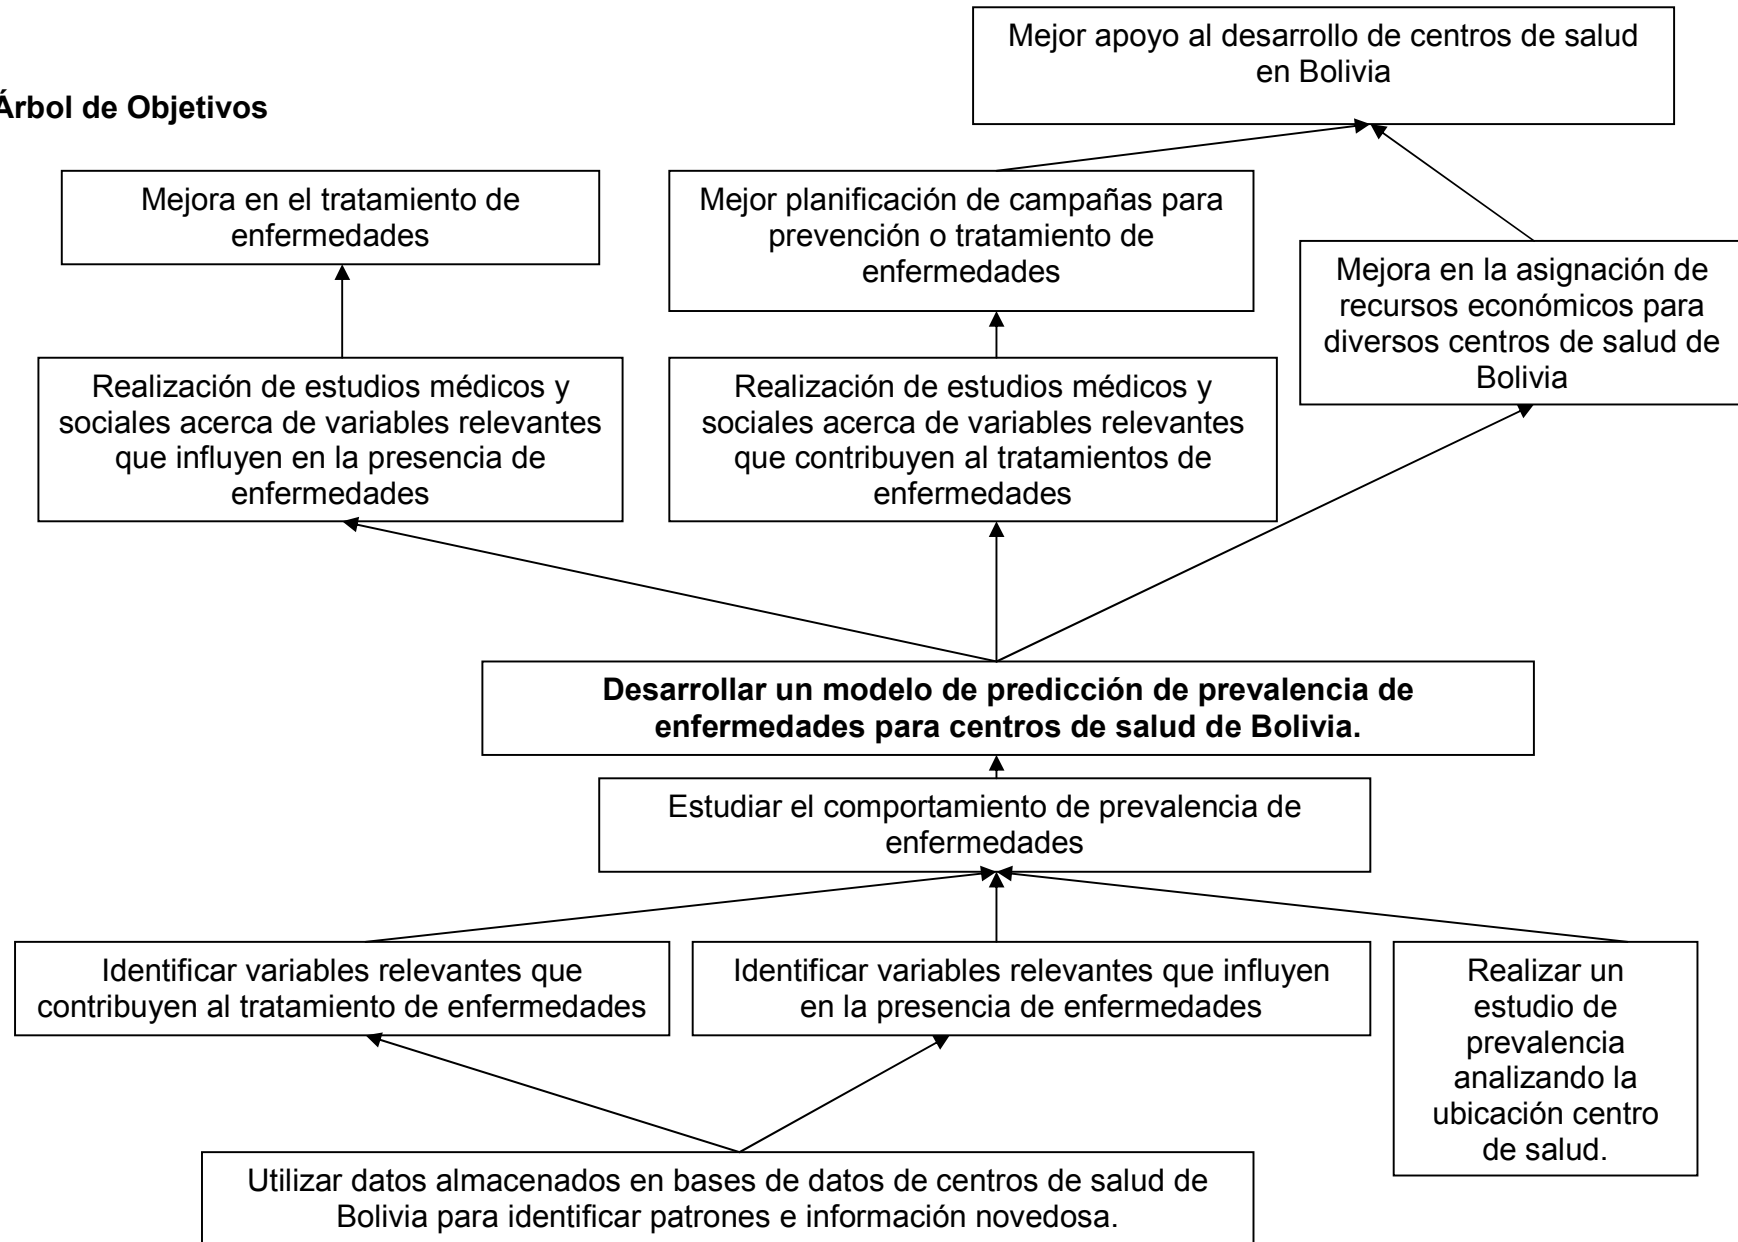 Mejor apoyo al desarrollo de centros de salud
en Bolivia
Árbol de Objetivos
Mejora en el tratamiento de
enfermedades
Mejor planificación de campañas para
prevención o tratamiento de
enfermedades
Mejora en la asignación de
recursos económicos para
diversos centros de salud de
Bolivia
Realización de estudios médicos y
sociales acerca de variables relevantes
que influyen en la presencia de
enfermedades
Realización de estudios médicos y
sociales acerca de variables relevantes
que contribuyen al tratamientos de
enfermedades
Desarrollar un modelo de predicción de prevalencia de
enfermedades para centros de salud de Bolivia.
Estudiar el comportamiento de prevalencia de
enfermedades
Identificar variables relevantes que
contribuyen al tratamiento de enfermedades
Identificar variables relevantes que influyen
en la presencia de enfermedades
Realizar un
estudio de
prevalencia
analizando la
ubicación centro
de salud.
Utilizar datos almacenados en bases de datos de centros de salud de
Bolivia para identificar patrones e información novedosa.